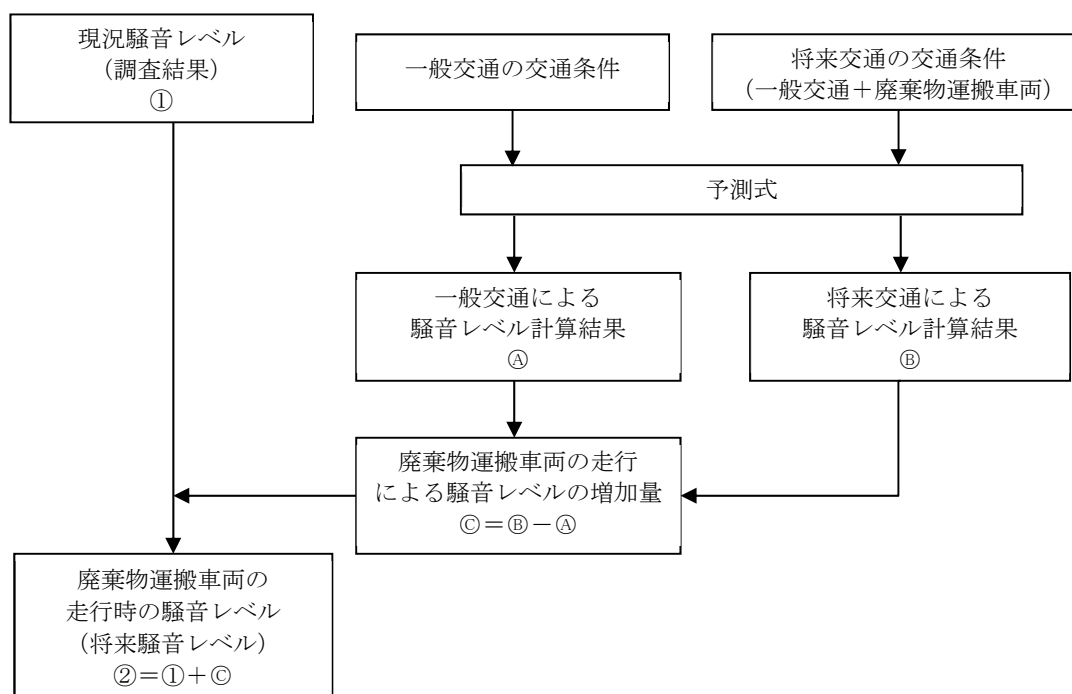 現況騒音レベル
（調査結果）
①
一般交通の交通条件
将来交通の交通条件
（一般交通＋廃棄物運搬車両）
予測式
一般交通による
騒音レベル計算結果
Ⓐ
将来交通による
騒音レベル計算結果
Ⓑ
廃棄物運搬車両の走行
による騒音レベルの増加量
Ⓒ＝Ⓑ－Ⓐ
廃棄物運搬車両の
走行時の騒音レベル
（将来騒音レベル）
②＝①＋Ⓒ